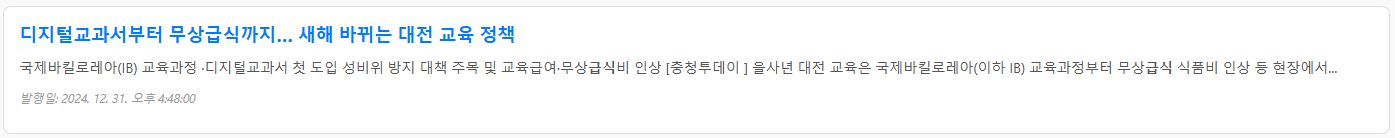 디지털교과서부터 무상급식까지... 새해 바뀌는 대전 교육 정책
국제바칼로레아(IB) 교육과정 ·디지털교과서 첫 도입 성비위 방지 대책 주목 및 교육급여·무상급식비 인상 [충청투데이 ] 을사년 대전 교육은 국제바칼로레아(이하 IB) 교육과정부터 무상급식 식품비 인상 등 현장에서...
발행일: 2024. 12. 31. 오후 4:48:00